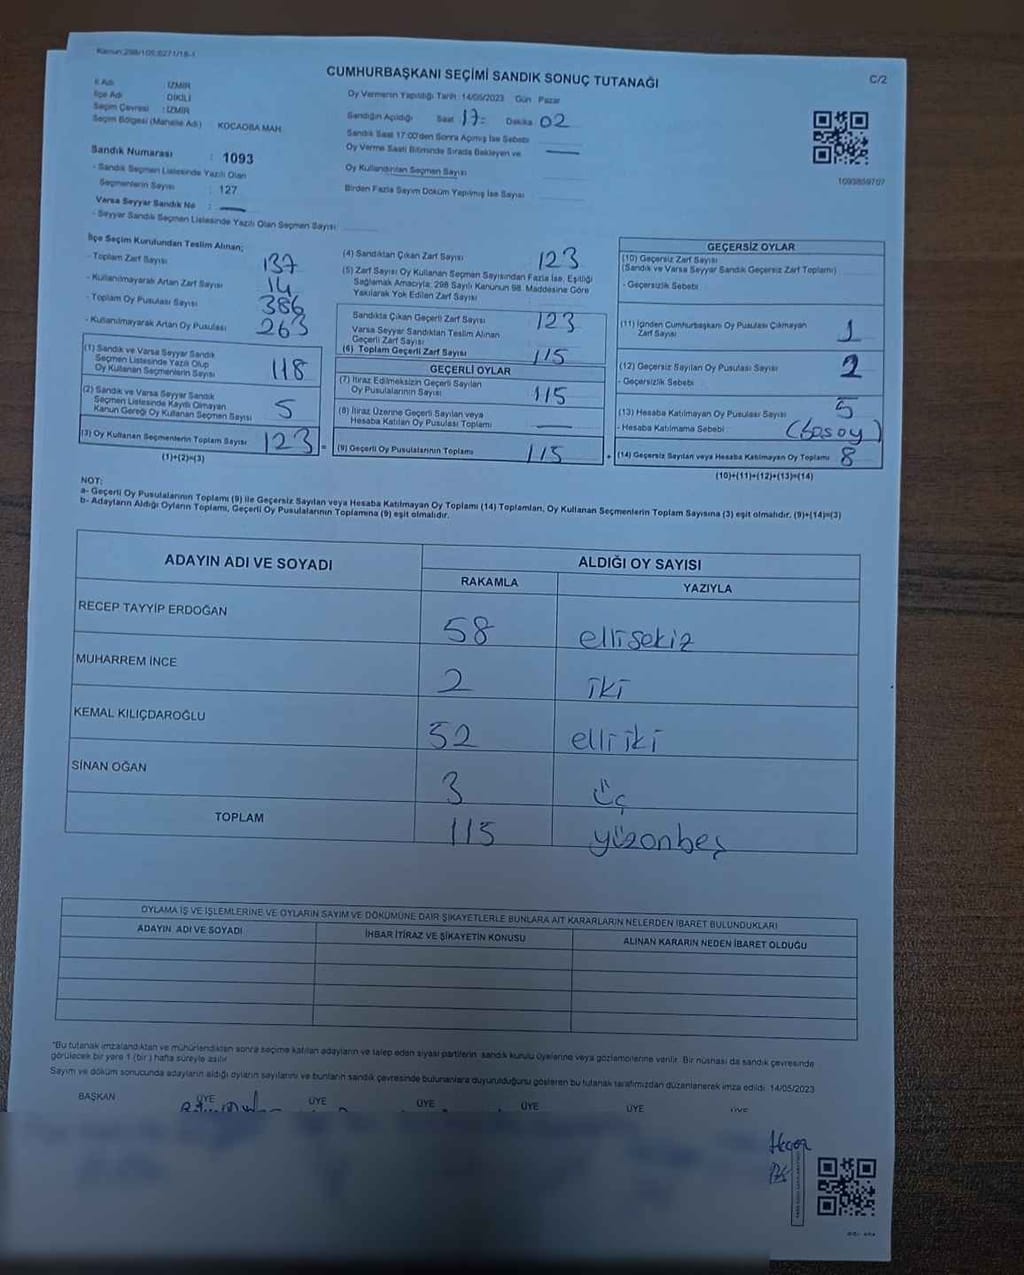 Kanun:298/105;6271/18-1
CUMHURBAŞKANI SEÇİMİ SANDIK SONUÇ TUTANAĞI
C/2
İl Adı : İZMİR
İlçe Adı : DİKİLİ
Seçim Çevresi : İZMİR
Seçim Bölgesi (Mahalle Adı) : KOCAOBA MAH.
Sandık Numarası : 1093
- Sandık Seçmen Listesinde Yazılı Olan
Seçmenlerin Sayısı : 127
Varsa Seyyar Sandık No :
- Seyyar Sandık Seçmen Listesinde Yazılı Olan Seçmen Sayısı
Oy Vermenin Yapıldığı Tarih :14/05/2023 Gün Pazar
Sandığın Açıldığı Saat 17 Dakika 02
Sandık Saat 17:00'den Sonra Açılmış İse Sebebi
Oy Verme Saati Bitiminde Sırada Bekleyen ve
Oy Kullandırılan Seçmen Sayısı
Birden Fazla Sayım Döküm Yapılmış İse Sayısı
1093859707
İlçe Seçim Kurulundan Teslim Alınan;
- Toplam Zarf Sayısı 137
- Kullanılmayarak Artan Zarf Sayısı 14
- Toplam Oy Pusulası Sayısı 386
- Kullanılmayarak Artan Oy Pusulası 263
(1) Sandık ve Varsa Seyyar Sandık
Seçmen Listesinde Yazılı Olup
Oy Kullanan Seçmenlerin Sayısı 118
(2) Sandık ve Varsa Seyyar Sandık
Seçmen Listesinde Kayıtlı Olmayan
Kanun Gereği Oy Kullanan Seçmen Sayısı 5
(3) Oy Kullanan Seçmenlerin Toplam Sayısı 123 =
(1)+(2)=(3)
(4) Sandıktan Çıkan Zarf Sayısı 123
(5) Zarf Sayısı Oy Kullanan Seçmen Sayısından Fazla İse, Eşitliği
Sağlamak Amacıyla; 298 Sayılı Kanunun 98. Maddesine Göre
Yakılarak Yok Edilen Zarf Sayısı
Sandıkta Çıkan Geçerli Zarf Sayısı 123
Varsa Seyyar Sandıktan Teslim Alınan
Geçerli Zarf Sayısı
(6) Toplam Geçerli Zarf Sayısı 115
GEÇERLİ OYLAR
(7) İtiraz Edilmeksizin Geçerli Sayılan
Oy Pusulalarının Sayısı 115
(8) İtiraz Üzerine Geçerli Sayılan veya
Hesaba Katılan Oy Pusulası Toplamı
(9) Geçerli Oy Pusulalarının Toplamı 115 +
GEÇERSİZ OYLAR
(10) Geçersiz Zarf Sayısı
(Sandık ve Varsa Seyyar Sandık Geçersiz Zarf Toplamı)
- Geçersizlik Sebebi
(11) İçinden Cumhurbaşkanı Oy Pusulası Çıkmayan
Zarf Sayısı 1
(12) Geçersiz Sayılan Oy Pusulası Sayısı 2
- Geçersizlik Sebebi
(13) Hesaba Katılmayan Oy Pusulası Sayısı 5
- Hesaba Katılmama Sebebi (bosoy)
(14) Geçersiz Sayılan veya Hesaba Katılmayan Oy Toplamı 8
(10)+(11)+(12)+(13)=(14)
NOT:
a- Geçerli Oy Pusulalarının Toplamı (9) ile Geçersiz Sayılan veya Hesaba Katılmayan Oy Toplamı (14) Toplamları, Oy Kullanan Seçmenlerin Toplam Sayısına (3) eşit olmalıdır. (9)+(14)=(3)
b- Adayların Aldığı Oyların Toplamı, Geçerli Oy Pusulalarının Toplamına (9) eşit olmalıdır.
ADAYIN ADI VE SOYADI
ALDIĞI OY SAYISI
RAKAMLA YAZIYLA
RECEP TAYYİP ERDOĞAN 58 ellisekiz
MUHARREM İNCE 2 iki
KEMAL KILIÇDAROĞLU 52 elli iki
SİNAN OĞAN 3 üç
TOPLAM 115 yüzonbeş
OYLAMA İŞ VE İŞLEMLERİNE VE OYLARIN SAYIM VE DÖKÜMÜNE DAİR ŞİKAYETLERLE BUNLARA AİT KARARLARIN NELERDEN İBARET BULUNDUKLARI
ADAYIN ADI VE SOYADI İHBAR İTİRAZ VE ŞİKAYETİN KONUSU ALINAN KARARIN NEDEN İBARET OLDUĞU
*Bu tutanak imzalandıktan ve mühürlendikten sonra seçime katılan adayların ve talep eden siyasi partilerin sandık kurulu üyelerine veya gözlemcilerine verilir. Bir nüshası da sandık çevresinde
görülecek bir yere 1 (bir) hafta süreyle asılır.
Sayım ve döküm sonucunda adayların aldığı oyların sayılarını ve bunların sandık çevresinde bulunanlara duyurulduğunu gösteren bu tutanak tarafımızdan düzenlenerek imza edildi. 14/05/2023
BAŞKAN ÜYE ÜYE ÜYE ÜYE ÜYE ÜYE